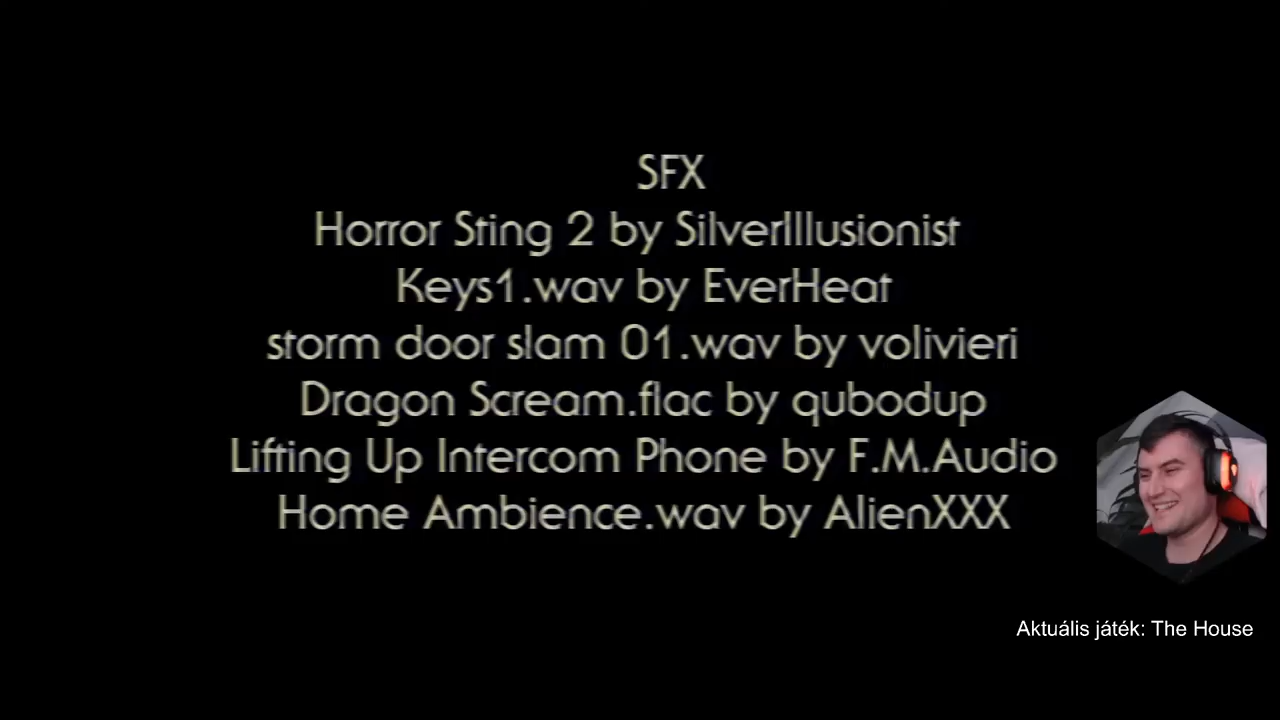 SFX
Horror Sting 2 by SilverIllusionist
Keys1.wav by EverHeat
storm door slam 01.wav by volivieri
Dragon Scream.flac by qubodup
Lifting Up Intercom Phone by F.M.Audio
Home Ambience.wav by AlienXXX
Aktuális játék: The House